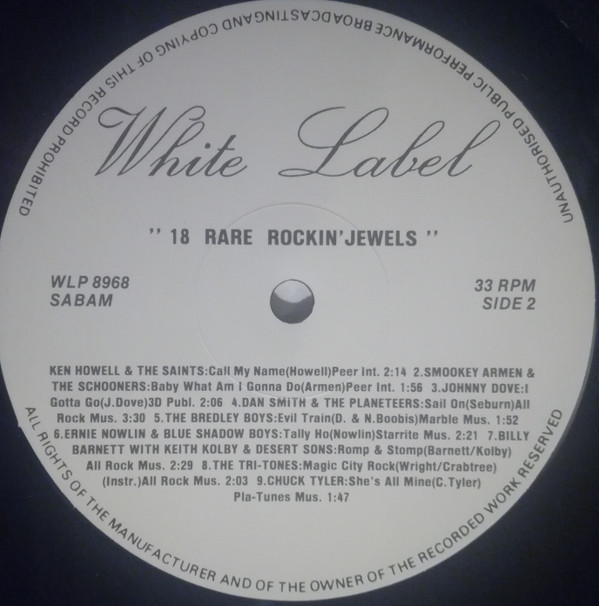 UNAUTHORISED PUBLIC PERFORMANCE BROADCASTING AND COPYING OF THIS RECORD PROHIBITED
White Label
" 18 RARE ROCKIN'JEWELS "
WLP 8968
SABAM
33 RPM
SIDE 2
KEN HOWELL & THE SAINTS:Call My Name(Howell)Peer Int. 2:14 2.SMOOKEY ARMEN &
THE SCHOONERS:Baby What Am I Gonna Do(Armen)Peer Int. 1:56 3.JOHNNY DOVE:I
Gotta Go(J.Dove)3D Publ. 2:06 4.DAN SMiTH & THE PLANETEERS:Sail On(Seburn)All
Rock Mus. 3:30 5.THE BREDLEY BOYS:Evil Train(D. & N.Boobis)Marble Mus. 1:52
6.ERNIE NOWLIN & BLUE SHADOW BOYS:Tally Ho(Nowlin)Starrite Mus. 2:21 7.BILLY
BARNETT WITH KEITH KOLBY & DESERT SONS:Romp & Stomp(Barnett/Kolby)
All Rock Mus. 2:29 8.THE TRI-TONES:Magic City Rock(Wright/Crabtree)
(Instr.)All Rock Mus. 2:03 9.CHUCK TYLER:She's All Mine(C.Tyler)
Pla-Tunes Mus. 1:47
ALL RIGHTS OF THE MANUFACTURER AND OF THE OWNER OF THE RECORDED WORK RESERVED